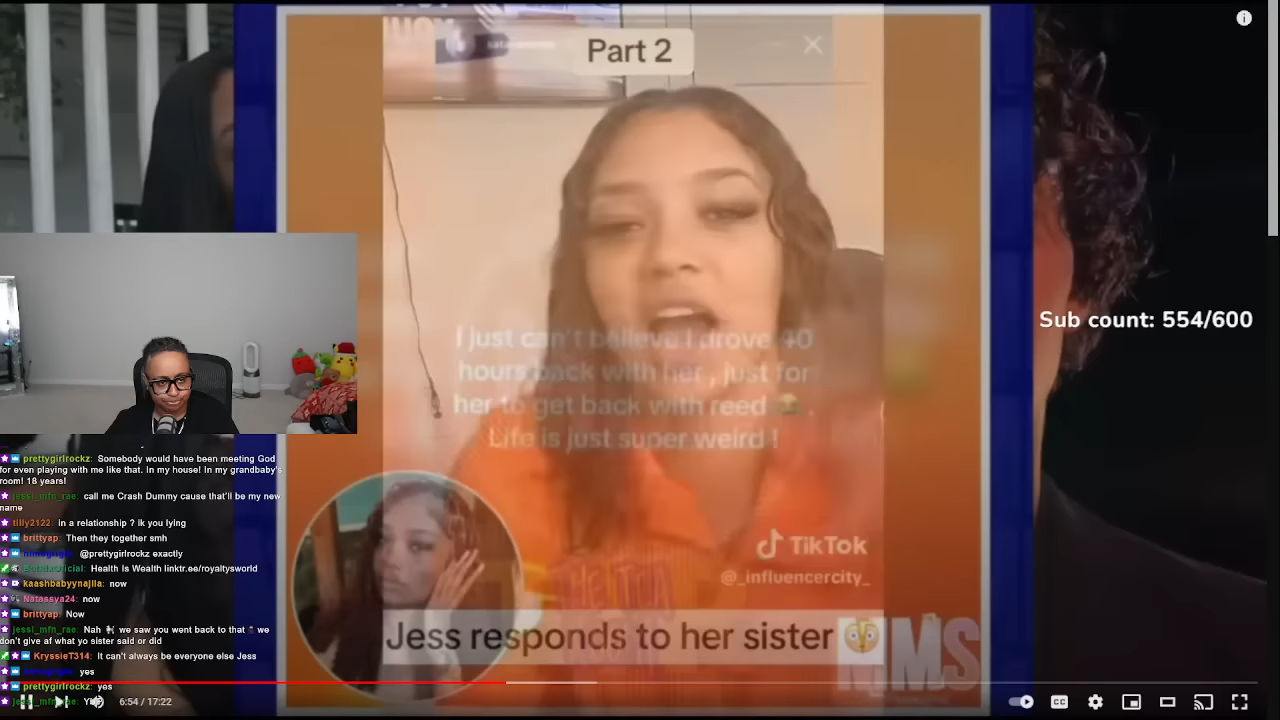 Part 2
I just can't believe I drove 40
hours back with her , just for
her to get back with reed 😂 .
Life is just super weird !
Sub count: 554/600
TikTok
@_influencercity_
Jess responds to her sister 😳
NIMS
prettygirlrockz: Somebody would have been meeting God
for even playing with me like that. In my house! In my grandbaby's
room! 18 years!
jessi_mfn_rae: call me Crash Dummy cause that'll be my new
name
tilly2122: in a relationship ? ik you lying
brittyap: Then they together smh
@prettygirlrockz exactly
Health Is Wealth linktr.ee/royaltysworld
kaashbabyynajila: now
Natassya24: now
brittyap: Now
jessi_mfn_rae: Nah we saw you went back to that we
don't give af what yo sister said or did
KryssieT314: It can't always be everyone else Jess
yes
prettygirlrockz: yes
6:54 / 17:22
CC